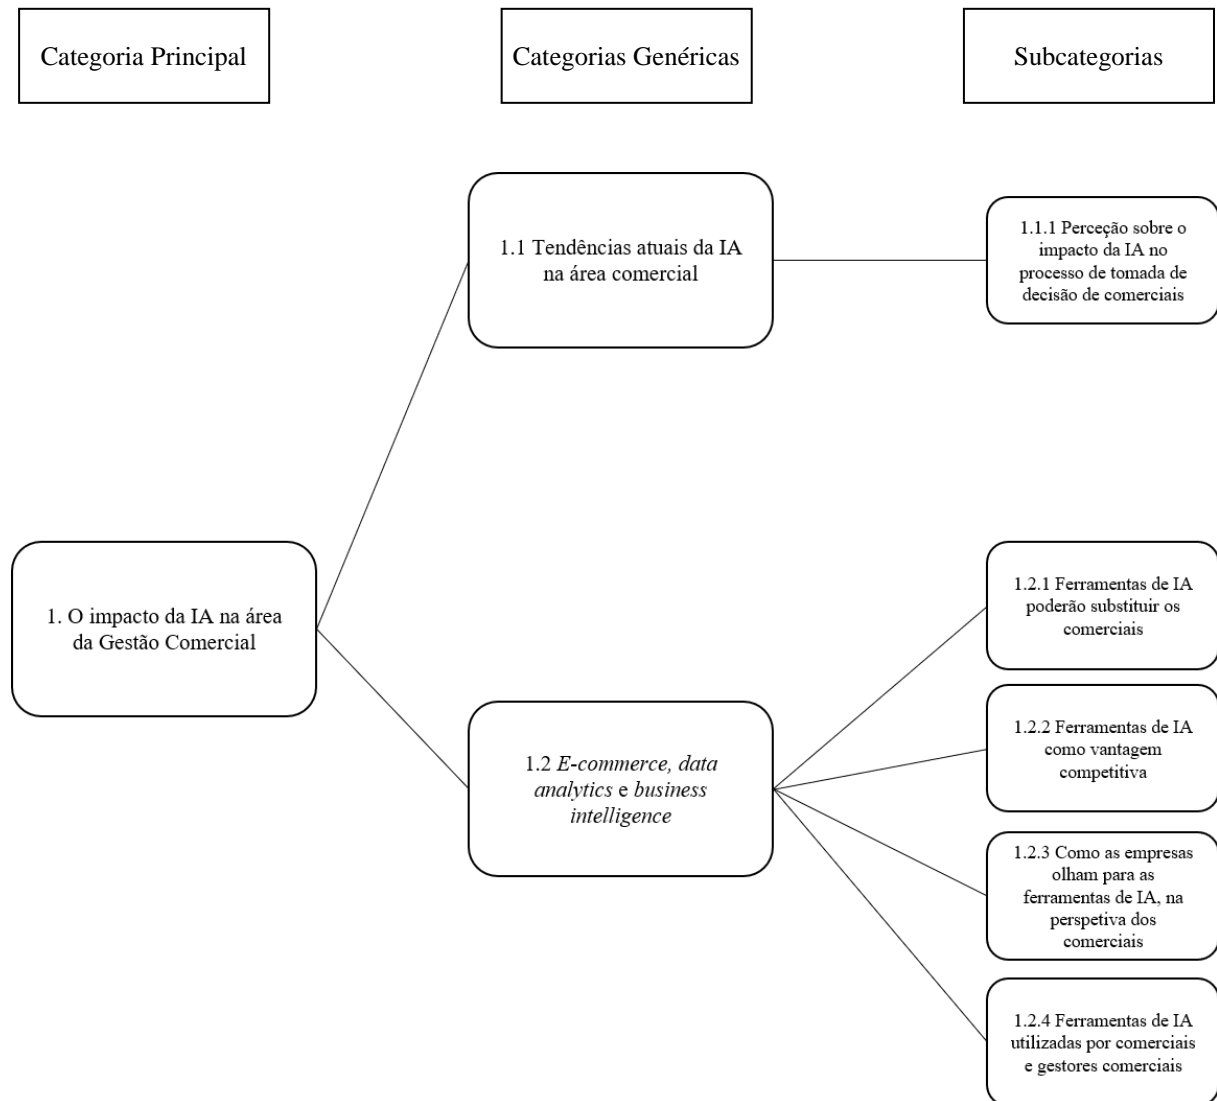 Categoria Principal
Categorias Genéricas
Subcategorias
1.1 Tendências atuais da IA
na área comercial
1.1.1 Perceção sobre o
impacto da IA no
processo de tomada de
decisão de comerciais
1. O impacto da IA na área
da Gestão Comercial
1.2 E-commerce, data
analytics e business
intelligence
1.2.1 Ferramentas de IA
poderão substituir os
comerciais
1.2.2 Ferramentas de IA
como vantagem
competitiva
1.2.3 Como as empresas
olham para as
ferramentas de IA, na
perspetiva dos
comerciais
1.2.4 Ferramentas de IA
utilizadas por comerciais
e gestores comerciais